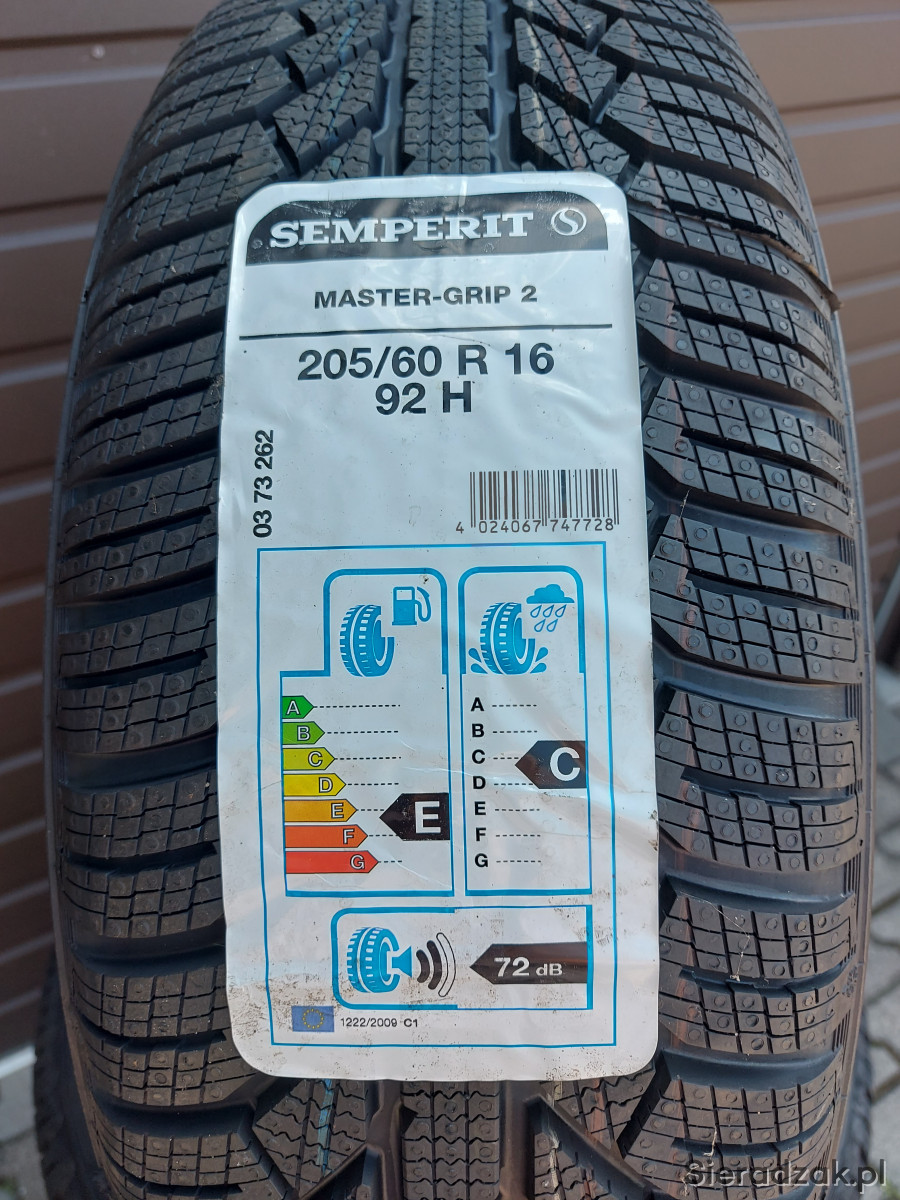 SEMPERIT S
MASTER-GRIP 2
205/60 R 16
92 H
03 73 262
4 024067 747728
A
B
C
D
E
F
G
E
A
B
C
D
E
F
G
C
72 dB
1222/2009 C1
Sieradzak.pl